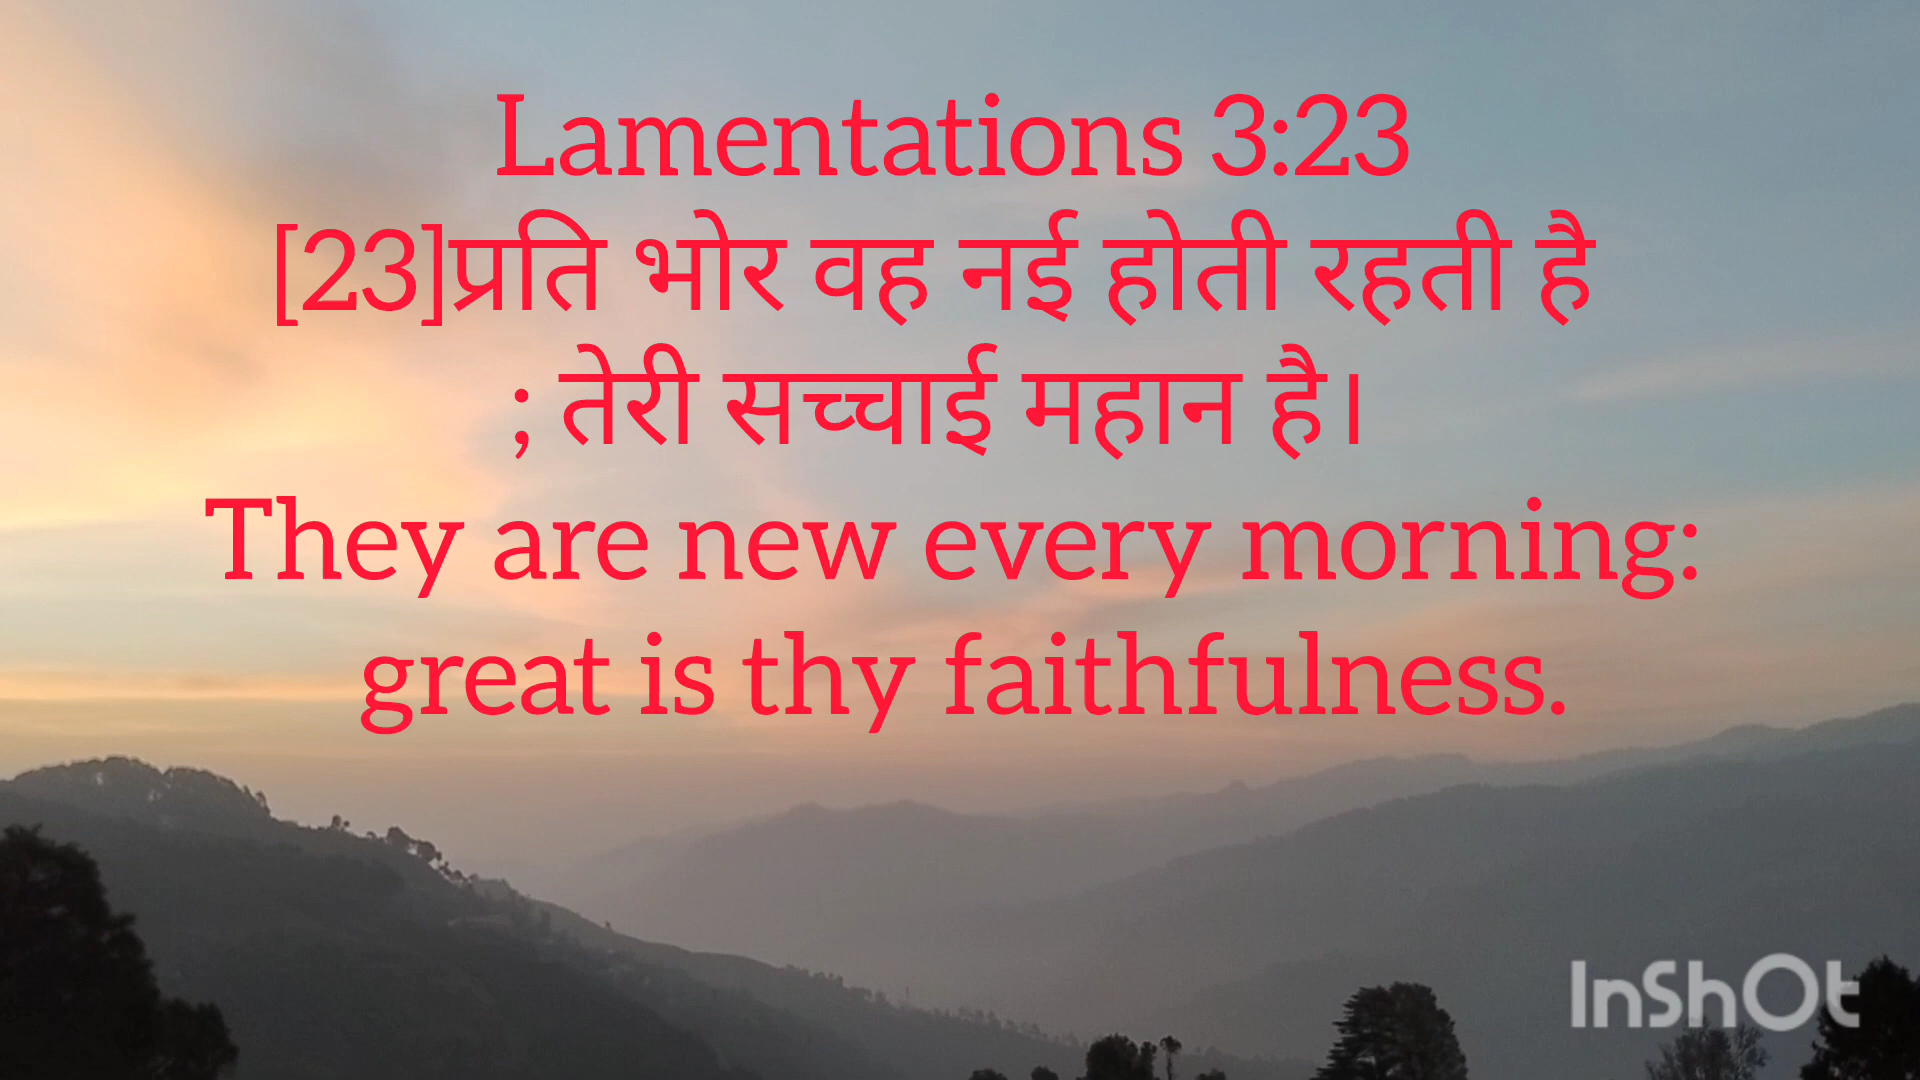 Lamentations 3:23
[23]प्रति भोर वह नई होती रहती है
; तेरी सच्चाई महान है।
They are new every morning:
great is thy faithfulness.
InShOt